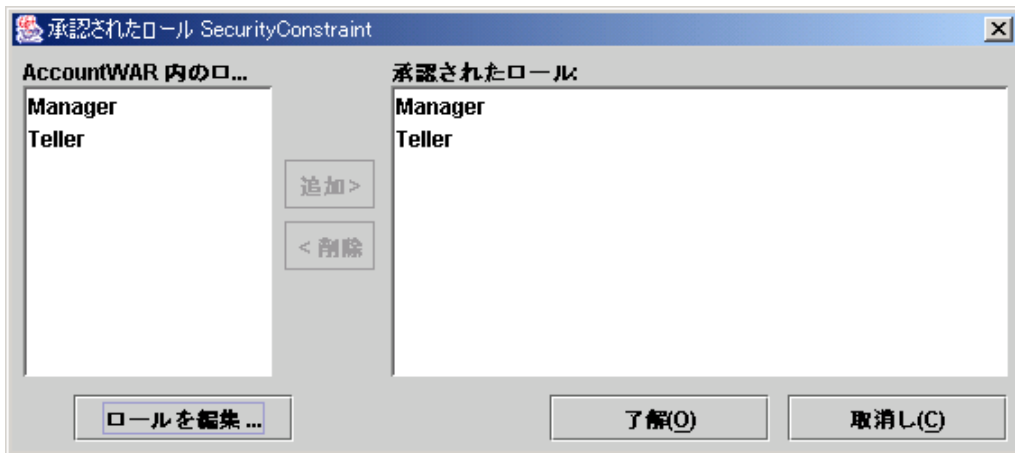 承認されたロール SecurityConstraint
AccountWAR 内のロ...
承認されたロール:
Manager
Teller
Manager
Teller
追加>
< 削除
ロールを編集 ...
了解(O)
取消し(C)